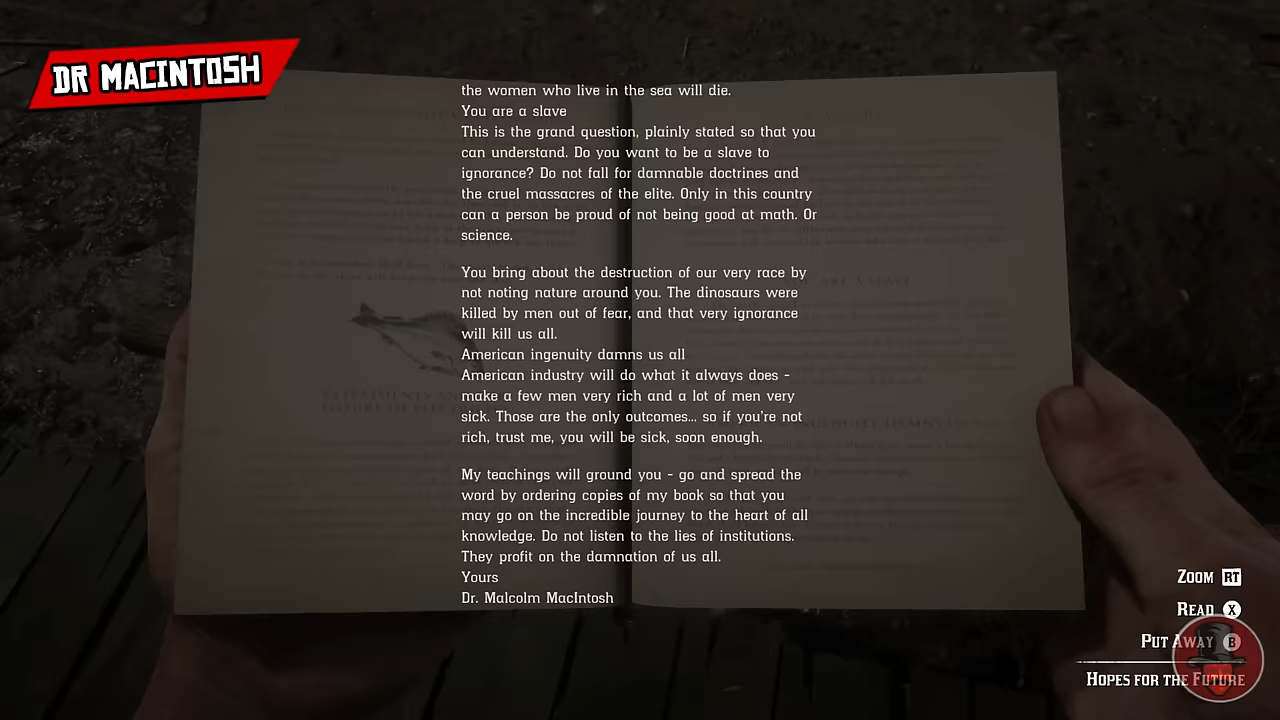 DR MACINTOSH
the women who live in the sea will die.
You are a slave
This is the grand question, plainly stated so that you
can understand. Do you want to be a slave to
ignorance? Do not fall for damnable doctrines and
the cruel massacres of the elite. Only in this country
can a person be proud of not being good at math. Or
science.
You bring about the destruction of our very race by
not noting nature around you. The dinosaurs were
killed by men out of fear, and that very ignorance
will kill us all.
American ingenuity damns us all
American industry will do what it always does -
make a few men very rich and a lot of men very
sick. Those are the only outcomes... so if you're not
rich, trust me, you will be sick, soon enough.
My teachings will ground you - go and spread the
word by ordering copies of my book so that you
may go on the incredible journey to the heart of all
knowledge. Do not listen to the lies of institutions.
They profit on the damnation of us all.
Yours
Dr. Malcolm MacIntosh
ZOOM RT
READ X
PUT AWAY B
HOPES FOR THE FUTURE